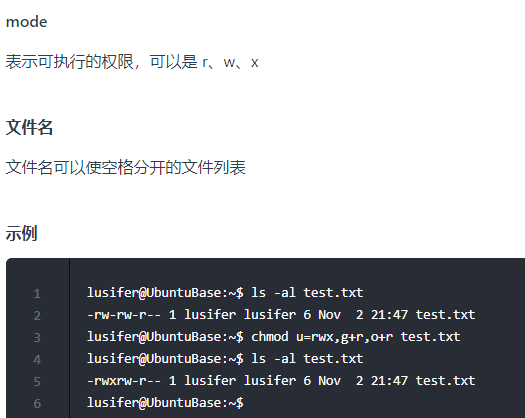 mode
表示可执行的权限，可以是 r、w、x
文件名
文件名可以使空格分开的文件列表
示例
1 lusifer@UbuntuBase:~$ ls -al test.txt
2 -rw-rw-r-- 1 lusifer lusifer 6 Nov  2 21:47 test.txt
3 lusifer@UbuntuBase:~$ chmod u=rwx,g+r,o+r test.txt
4 lusifer@UbuntuBase:~$ ls -al test.txt
5 -rwxrw-r-- 1 lusifer lusifer 6 Nov  2 21:47 test.txt
6 lusifer@UbuntuBase:~$